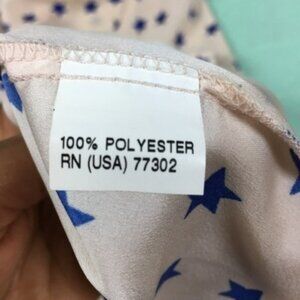 100% POLYESTER
RN (USA) 77302